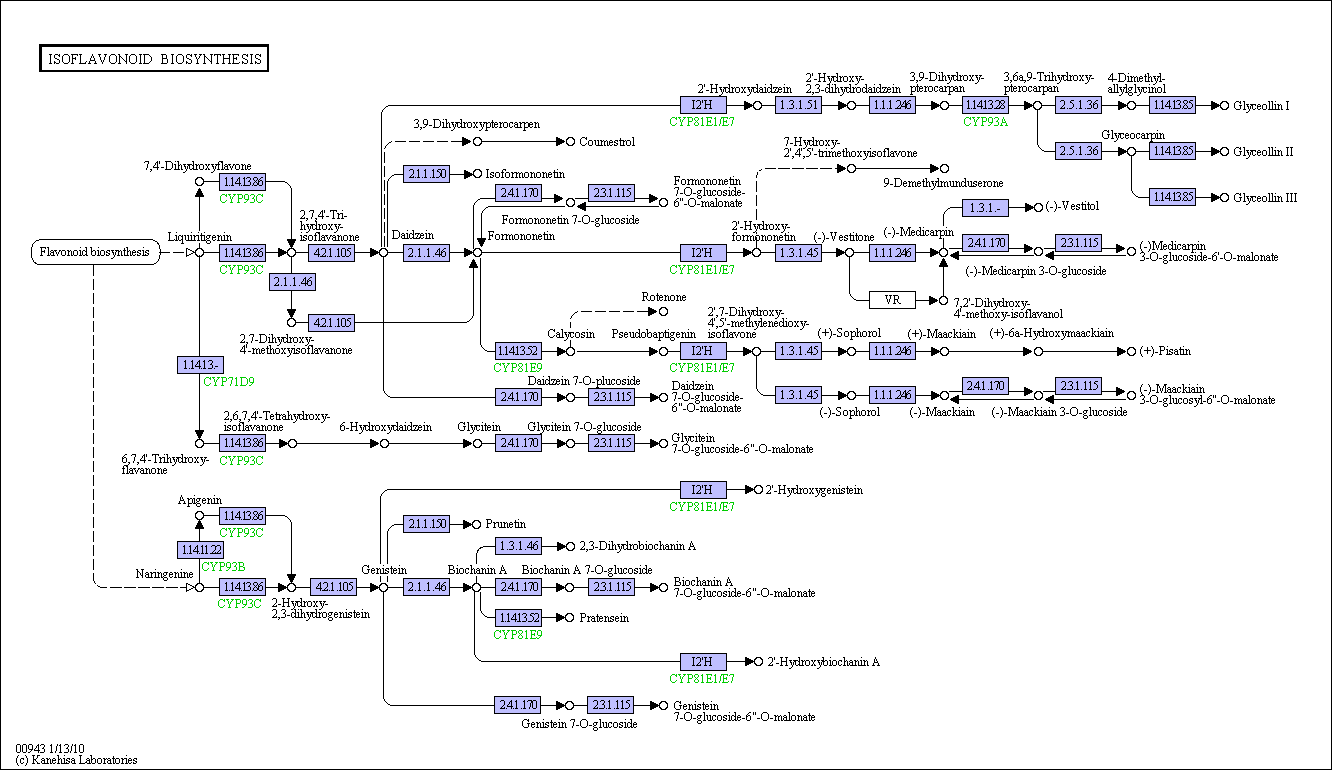 ISOFLAVONOID BIOSYNTHESIS
2'-Hydroxydaidzein
2'-Hydroxy-
2,3-dihydrodaidzein
3,9-Dihydroxy-
pterocarpan
3,6a,9-Trihydroxy-
pterocarpan
4-Dimethyl-
allylglycinol
I2'H
1.3.1.51
1.1.1.246
1.14.13.28
2.5.1.36
1.14.13.85
Glyceollin I
CYP81E1/E7
CYP93A
3,9-Dihydroxypterocarpen
Coumestrol
Glyceocarpin
2.5.1.36
1.14.13.85
Glyceollin II
7-Hydroxy-
2',4',5'-trimethoxyisoflavone
9-Demethylmunduserone
1.14.13.85
Glyceollin III
7,4'-Dihydroxyflavone
1.14.13.86
CYP93C
2.1.1.150
Isoformononetin
2.4.1.170
2.3.1.115
Formononetin
7-O-glucoside-
6''-O-malonate
Formononetin 7-O-glucoside
1.3.1.-
(-)-Vestitol
2,7,4'-Tri-
hydroxy-
isoflavanone
Liquiritigenin
Daidzein
Formononetin
2'-Hydroxy-
formononetin
(-)-Vestitone
(-)-Medicarpin
Flavonoid biosynthesis
1.14.13.86
CYP93C
4.2.1.105
2.1.1.46
I2'H
CYP81E1/E7
1.3.1.45
1.1.1.246
2.4.1.170
2.3.1.115
(-)Medicarpin
3-O-glucoside-6'-O-malonate
(-)-Medicarpin 3-O-glucoside
2.1.1.46
VR
7,2'-Dihydroxy-
4'-methoxy-isoflavanol
4.2.1.105
2,7-Dihydroxy-
4'-methoxyisoflavanone
Rotenone
2',7-Dihydroxy-
4',5'-methylenedioxy-
isoflavone
Calycosin
Pseudobaptigenin
(+)-Sophorol
(+)-Maackiain
(+)-6a-Hydroxymaackiain
1.14.13.52
CYP81E9
I2'H
CYP81E1/E7
1.3.1.45
1.1.1.246
(+)-Pisatin
1.14.13.-
CYP71D9
Daidzein 7-O-plucoside
2.4.1.170
2.3.1.115
Daidzein
7-O-glucoside-
6''-O-malonate
1.3.1.45
1.1.1.246
2.4.1.170
2.3.1.115
(-)-Maackiain
3-O-glucosyl-6''-O-malonate
(-)-Sophorol
(-)-Maackiain
(-)-Maackiain 3-O-glucoside
2,6,7,4'-Tetrahydroxy-
isoflavanone
6-Hydroxydaidzein
Glycitein
Glycitein 7-O-glucoside
1.14.13.86
CYP93C
2.4.1.170
2.3.1.115
Glycitein
7-O-glucoside-6''-O-malonate
6,7,4'-Trihydroxy-
flavanone
I2'H
CYP81E1/E7
2'-Hydroxygenistein
Apigenin
1.14.13.86
CYP93C
2.1.1.150
Prunetin
1.14.11.22
CYP93B
1.3.1.46
2,3-Dihydrobiochanin A
Naringenine
Genistein
Biochanin A
Biochanin A 7-O-glucoside
1.14.13.86
CYP93C
2-Hydroxy-
2,3-dihydrogenistein
4.2.1.105
2.1.1.46
2.4.1.170
2.3.1.115
Biochanin A
7-O-glucoside-6''-O-malonate
1.14.13.52
CYP81E9
Pratensein
I2'H
CYP81E1/E7
2'-Hydroxybiochanin A
2.4.1.170
2.3.1.115
Genistein
7-O-glucoside-6''-O-malonate
Genistein 7-O-glucoside
00943 1/13/10
(c) Kanehisa Laboratories